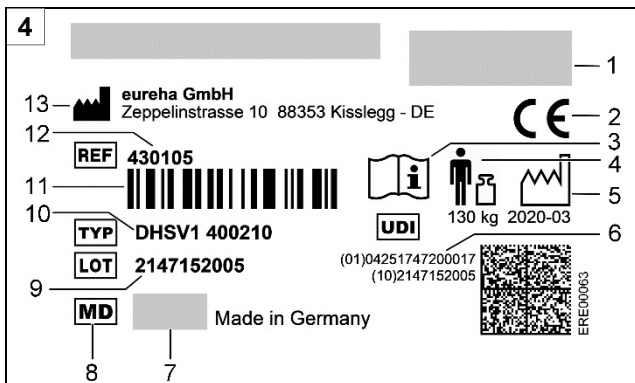 4
1
eureha GmbH
13
Zeppelinstrasse 10 88353 Kisslegg - DE
CE 2
12
3
REF 430105
4
11
130 kg 2020-03 5
10
UDI
6
TYP DHSV1 400210
(01)04251747200017
LOT 2147152005
(10)2147152005
9
ERE00063
MD
Made in Germany
8
7